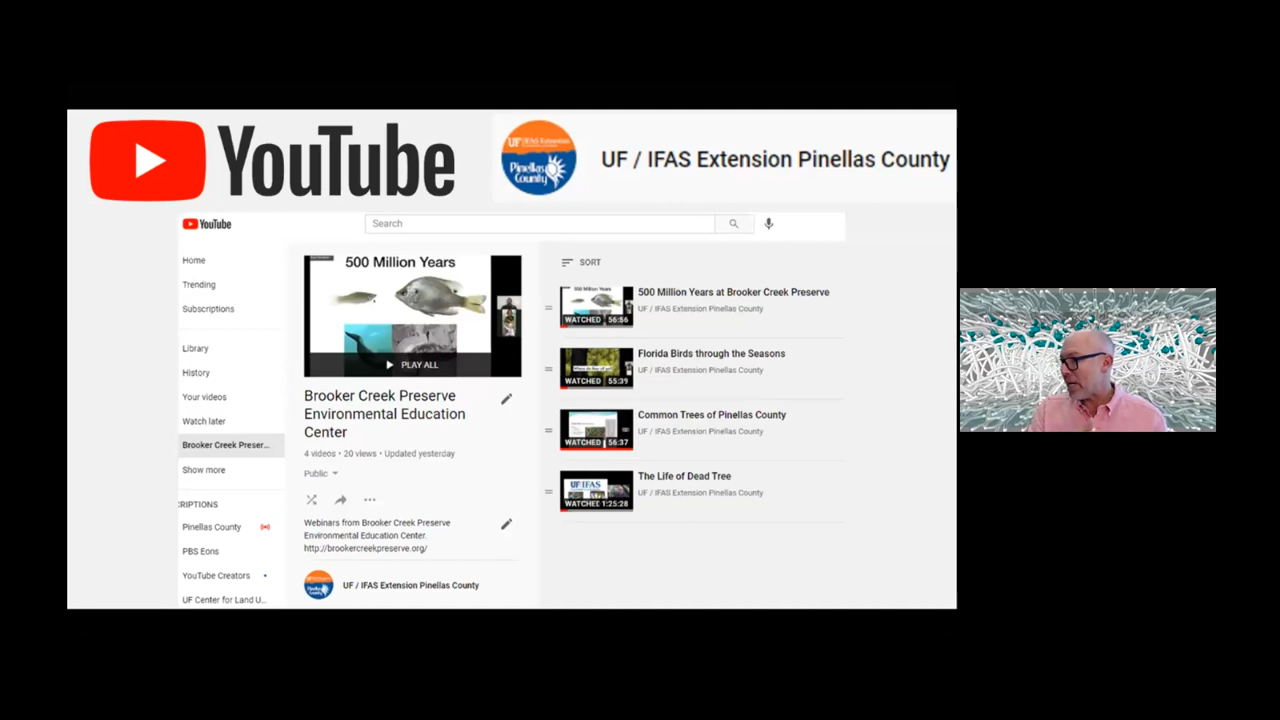 YouTube
UF IFAS Extension
Pinellas
County
UF / IFAS Extension Pinellas County
YouTube
Search
Home
Trending
Subscriptions
Library
History
Your videos
Watch later
Brooker Creek Preser...
Show more
CRIPTIONS
Pinellas County
PBS Eons
YouTube Creators
UF Center for Land U...
500 Million Years
PLAY ALL
Brooker Creek Preserve
Environmental Education
Center
4 videos • 20 views • Updated yesterday
Public
Webinars from Brooker Creek Preserve
Environmental Education Center.
http://brookercreekpreserve.org/
UF / IFAS Extension Pinellas County
SORT
WATCHED 56:56
500 Million Years at Brooker Creek Preserve
UF / IFAS Extension Pinellas County
WATCHED 55:39
Florida Birds through the Seasons
UF / IFAS Extension Pinellas County
WATCHED 56:37
Common Trees of Pinellas County
UF / IFAS Extension Pinellas County
UF IFAS
WATCHED 1:25:28
The Life of Dead Tree
UF / IFAS Extension Pinellas County